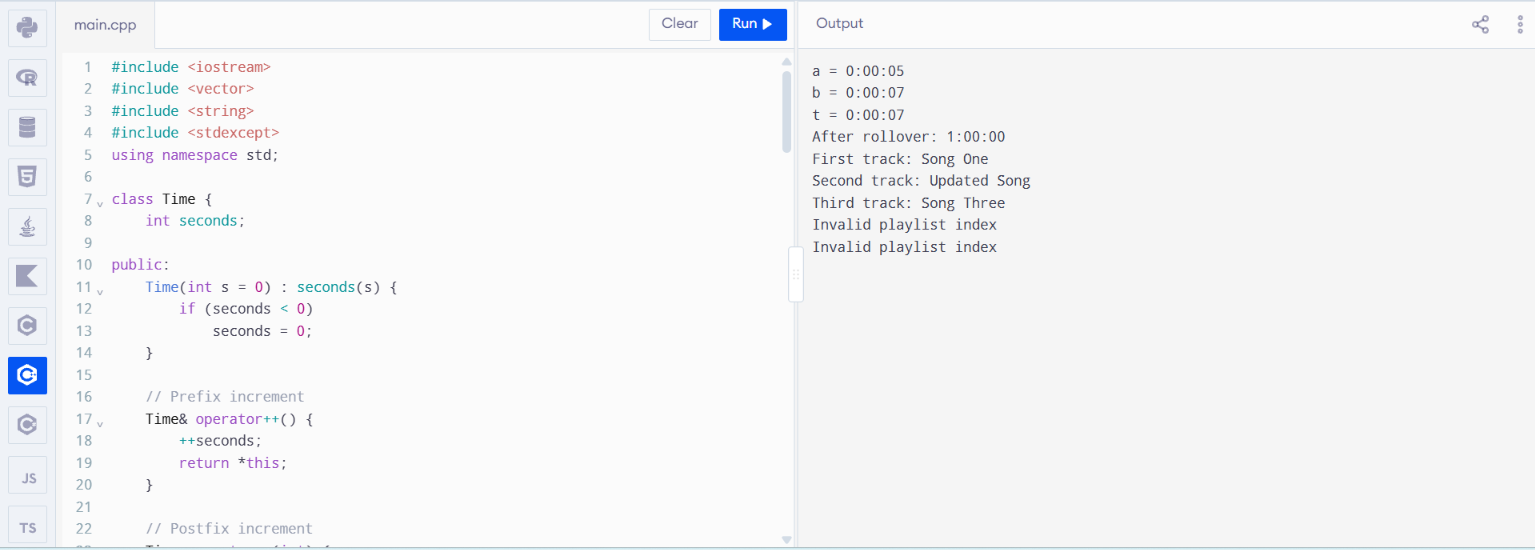 main.cpp
Clear
Run
Output
1 #include <iostream>
2 #include <vector>
3 #include <string>
4 #include <stdexcept>
5 using namespace std;
6
7 class Time {
8     int seconds;
9
10 public:
11     Time(int s = 0) : seconds(s) {
12         if (seconds < 0)
13             seconds = 0;
14     }
15
16     // Prefix increment
17     Time& operator++() {
18         ++seconds;
19         return *this;
20     }
21
22     // Postfix increment
a = 0:00:05
b = 0:00:07
t = 0:00:07
After rollover: 1:00:00
First track: Song One
Second track: Updated Song
Third track: Song Three
Invalid playlist index
Invalid playlist index
JS
TS